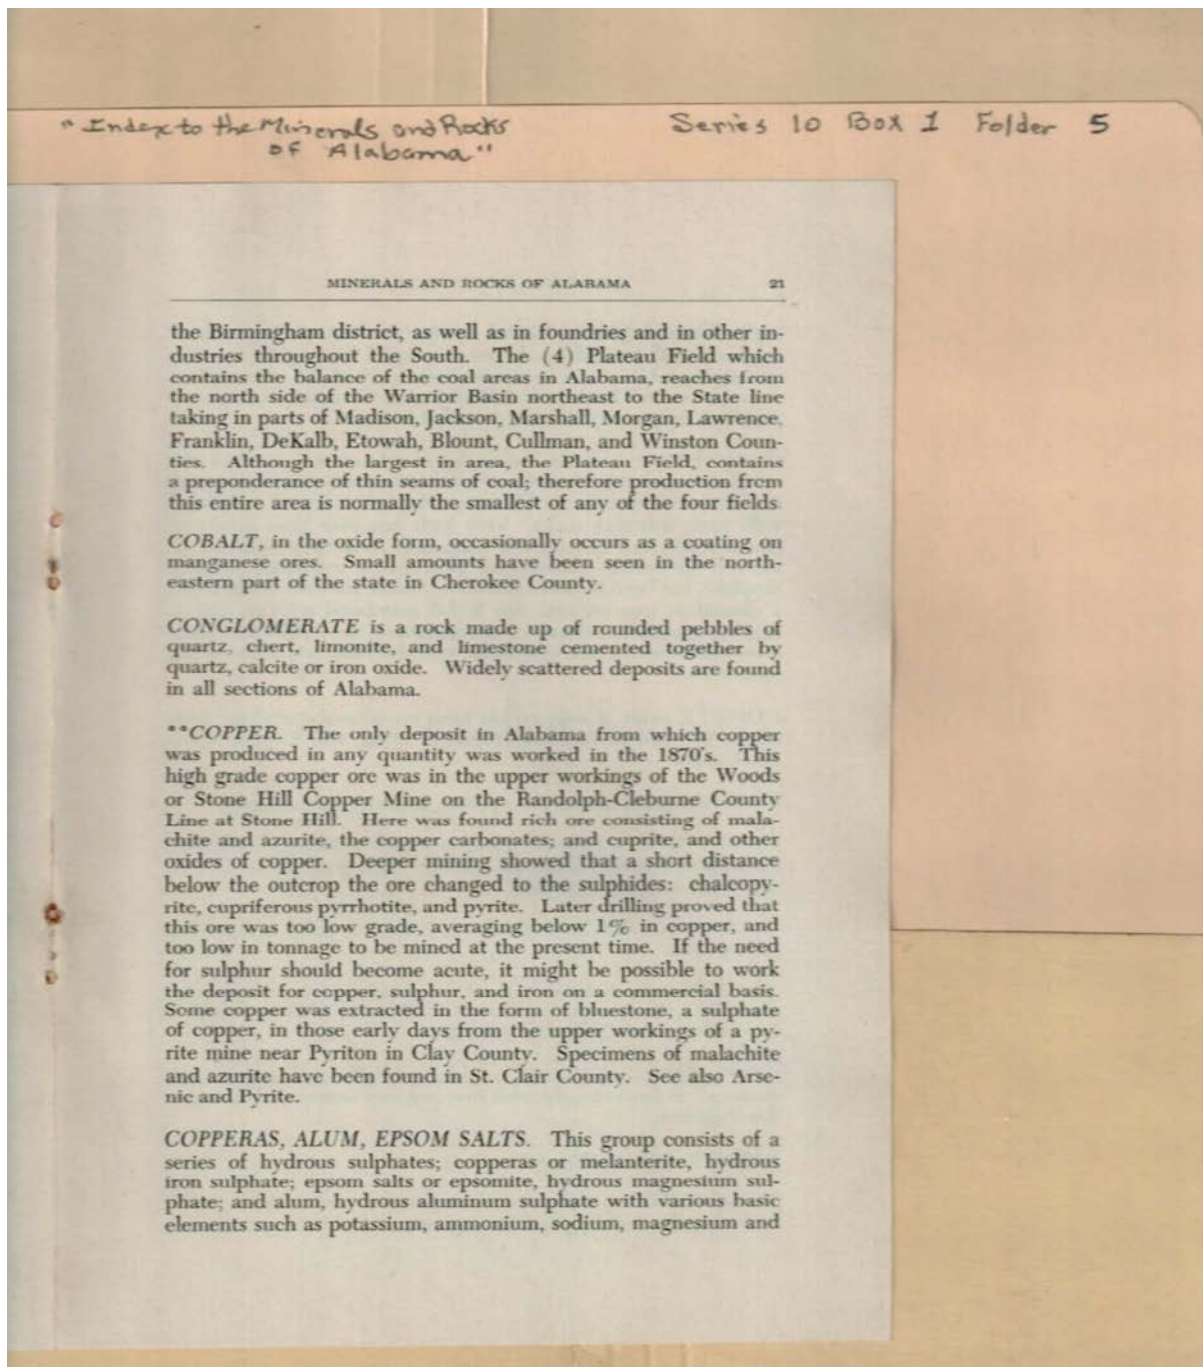 "Index to the Minerals and Rocks
of Alabama"
Series 10 Box 1 Folder 5
MINERALS AND ROCKS OF ALABAMA 21
the Birmingham district, as well as in foundries and in other in-
dustries throughout the South. The (4) Plateau Field which
contains the balance of the coal areas in Alabama, reaches from
the north side of the Warrior Basin northeast to the State line
taking in parts of Madison, Jackson, Marshall, Morgan, Lawrence,
Franklin, DeKalb, Etowah, Blount, Cullman, and Winston Coun-
ties. Although the largest in area, the Plateau Field, contains
a preponderance of thin seams of coal; therefore production from
this entire area is normally the smallest of any of the four fields.
COBALT, in the oxide form, occasionally occurs as a coating on
manganese ores. Small amounts have been seen in the north-
eastern part of the state in Cherokee County.
CONGLOMERATE is a rock made up of rounded pebbles of
quartz, chert, limonite, and limestone cemented together by
quartz, calcite or iron oxide. Widely scattered deposits are found
in all sections of Alabama.
**COPPER. The only deposit in Alabama from which copper
was produced in any quantity was worked in the 1870's. This
high grade copper ore was in the upper workings of the Woods
or Stone Hill Copper Mine on the Randolph-Cleburne County
Line at Stone Hill. Here was found rich ore consisting of mala-
chite and azurite, the copper carbonates; and cuprite, and other
oxides of copper. Deeper mining showed that a short distance
below the outcrop the ore changed to the sulphides: chalcopy-
rite, cupriferous pyrrhotite, and pyrite. Later drilling proved that
this ore was too low grade, averaging below 1% in copper, and
too low in tonnage to be mined at the present time. If the need
for sulphur should become acute, it might be possible to work
the deposit for copper, sulphur, and iron on a commercial basis.
Some copper was extracted in the form of bluestone, a sulphate
of copper, in those early days from the upper workings of a py-
rite mine near Pyriton in Clay County. Specimens of malachite
and azurite have been found in St. Clair County. See also Arse-
nic and Pyrite.
COPPERAS, ALUM, EPSOM SALTS. This group consists of a
series of hydrous sulphates; copperas or melanterite, hydrous
iron sulphate; epsom salts or epsomite, hydrous magnesium sul-
phate; and alum, hydrous aluminum sulphate with various basic
elements such as potassium, ammonium, sodium, magnesium and